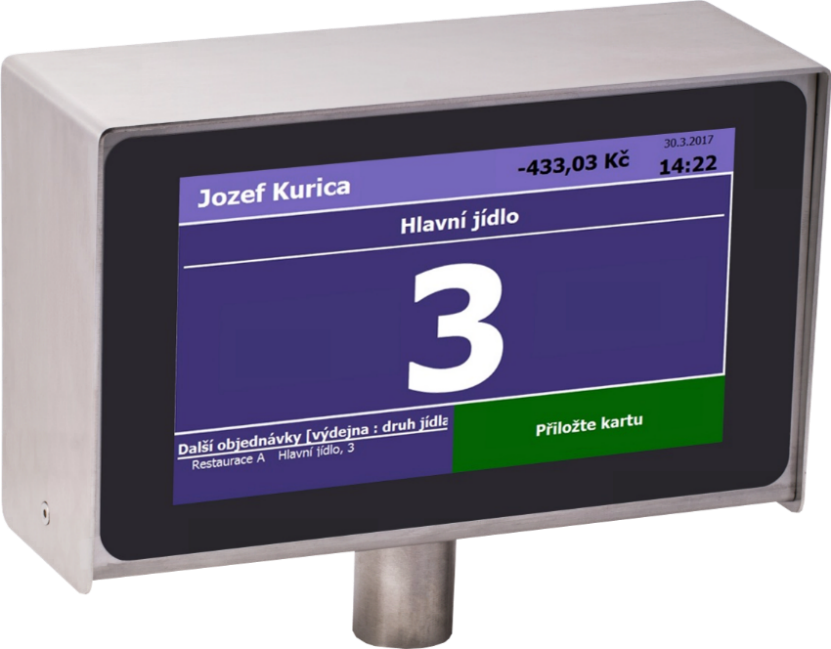 Jozef Kurica
-433,03 Kč
30.3.2017
14:22
Hlavní jídlo
3
Další objednávky [výdejna : druh jídla
Restaurace A Hlavní jídlo, 3
Přiložte kartu